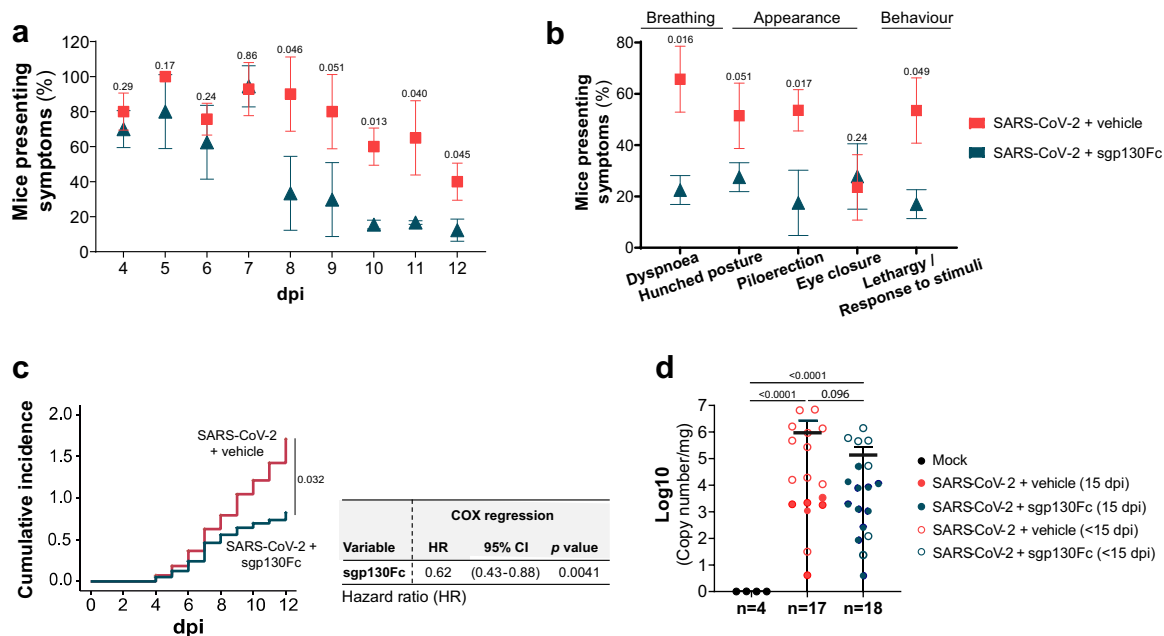 a
Mice presenting
symptoms (%)
120
100
80
60
40
20
0
0.29
0.17
0.24
0.86
0.046
0.051
0.013
0.040
0.045
4 5 6 7 8 9 10 11 12
dpi
b
Breathing Appearance Behaviour
Mice presenting
symptoms (%)
80
60
40
20
0
0.016
0.051
0.017
0.24
0.049
Dyspnoea
Hunched posture
Piloerection
Eye closure
Lethargy /
Response to stimuli
SARS-CoV-2 + vehicle
SARS-CoV-2 + sgp130Fc
c
Cumulative incidence
2.0
1.5
1.0
0.5
0.0
SARS-CoV-2
+ vehicle
0.032
SARS-CoV-2 +
sgp130Fc
0 2 4 6 8 10 12
dpi
COX regression
Variable HR 95% CI p value
sgp130Fc 0.62 (0.43-0.88) 0.0041
Hazard ratio (HR)
d
<0.0001
<0.0001 0.096
Log10
(Copy number/mg)
7
6
5
4
3
2
1
0
n=4 n=17 n=18
Mock
SARS-CoV-2 + vehicle (15 dpi)
SARS-CoV-2 + sgp130Fc (15 dpi)
SARS-CoV-2 + vehicle (<15 dpi)
SARS-CoV-2 + sgp130Fc (<15 dpi)